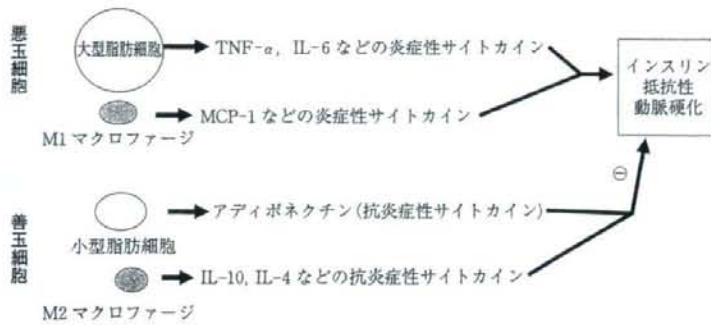 悪玉細胞
大型脂肪細胞
TNF-α, IL-6 などの炎症性サイトカイン
インスリン
抵抗性
動脈硬化
MCP-1 などの炎症性サイトカイン
M1 マクロファージ
⊖
善玉細胞
アディポネクチン(抗炎症性サイトカイン)
小型脂肪細胞
IL-10, IL-4 などの抗炎症性サイトカイン
M2 マクロファージ